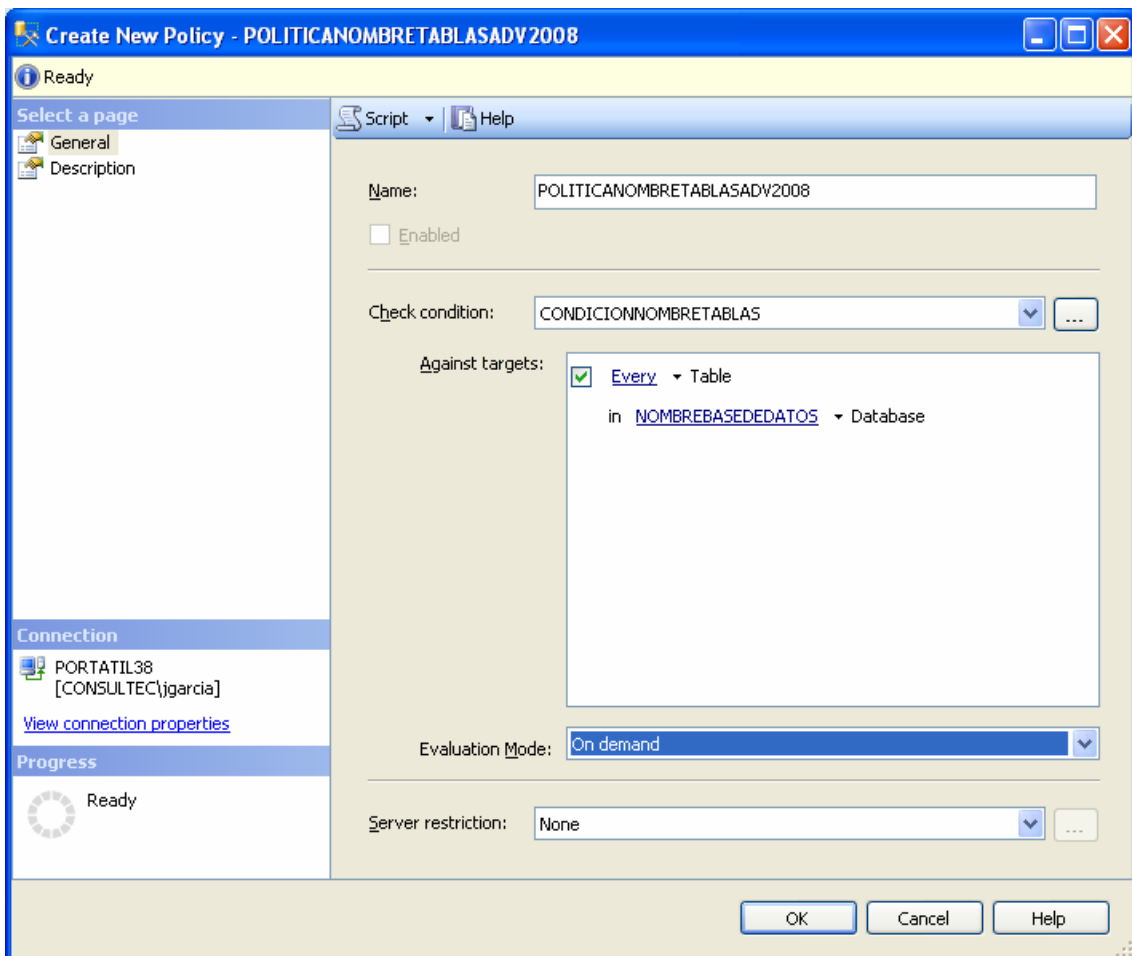 Create New Policy - POLITICANOMBRETABLASADV2008
Ready
Select a page
General
Description
Script
Help
Name:
POLITICANOMBRETABLASADV2008
Enabled
Check condition:
CONDICIONNOMBRETABLAS
...
Against targets:
Every Table
in NOMBREBASEDEDATOS Database
Connection
PORTATIL38
[CONSULTEC\jgarcia]
View connection properties
Evaluation Mode:
On demand
Progress
Ready
Server restriction:
None
...
OK
Cancel
Help